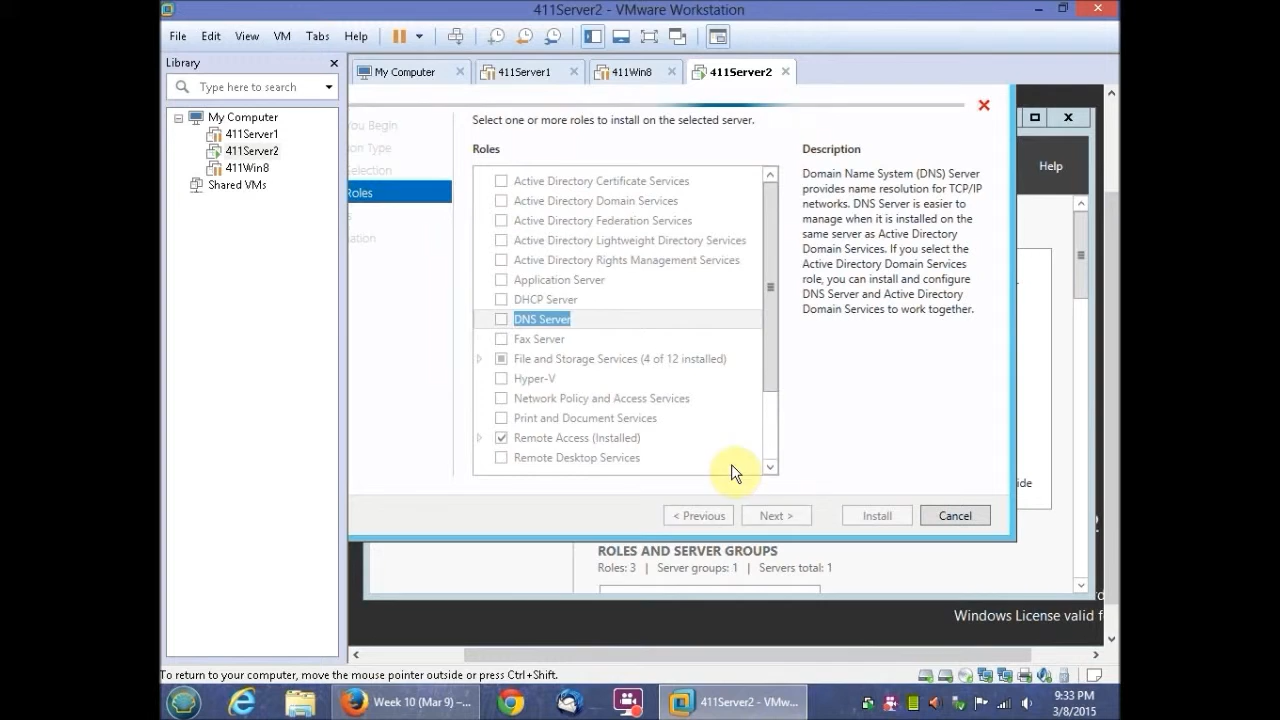 411Server2 - VMware Workstation
File Edit View VM Tabs Help
Library
Type here to search
My Computer
411Server1
411Server2
411Win8
Shared VMs
My Computer
411Server1
411Win8
411Server2
Select one or more roles to install on the selected server.
ou Begin
on Type
election
Roles
s
ation
Roles
Active Directory Certificate Services
Active Directory Domain Services
Active Directory Federation Services
Active Directory Lightweight Directory Services
Active Directory Rights Management Services
Application Server
DHCP Server
DNS Server
Fax Server
File and Storage Services (4 of 12 installed)
Hyper-V
Network Policy and Access Services
Print and Document Services
Remote Access (Installed)
Remote Desktop Services
Description
Domain Name System (DNS) Server
provides name resolution for TCP/IP
networks. DNS Server is easier to
manage when it is installed on the
same server as Active Directory
Domain Services. If you select the
Active Directory Domain Services
role, you can install and configure
DNS Server and Active Directory
Domain Services to work together.
Help
ide
< Previous
Next >
Install
Cancel
2
ROLES AND SERVER GROUPS
Roles: 3 | Server groups: 1 | Servers total: 1
Windows License valid f
To return to your computer, move the mouse pointer outside or press Ctrl+Shift.
Week 10 (Mar 9) –...
411Server2 - VMw...
9:33 PM
3/8/2015